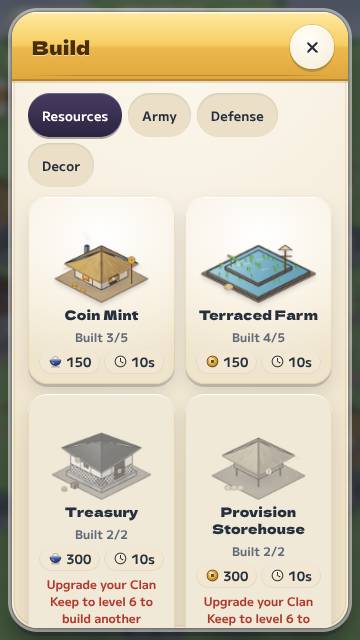 Build
Resources
Army
Defense
Decor
Coin Mint
Built 3/5
150
10s
Terraced Farm
Built 4/5
150
10s
Treasury
Built 2/2
300
10s
Upgrade your Clan
Keep to level 6 to
build another
Provision
Storehouse
Built 2/2
300
10s
Upgrade your Clan
Keep to level 6 to